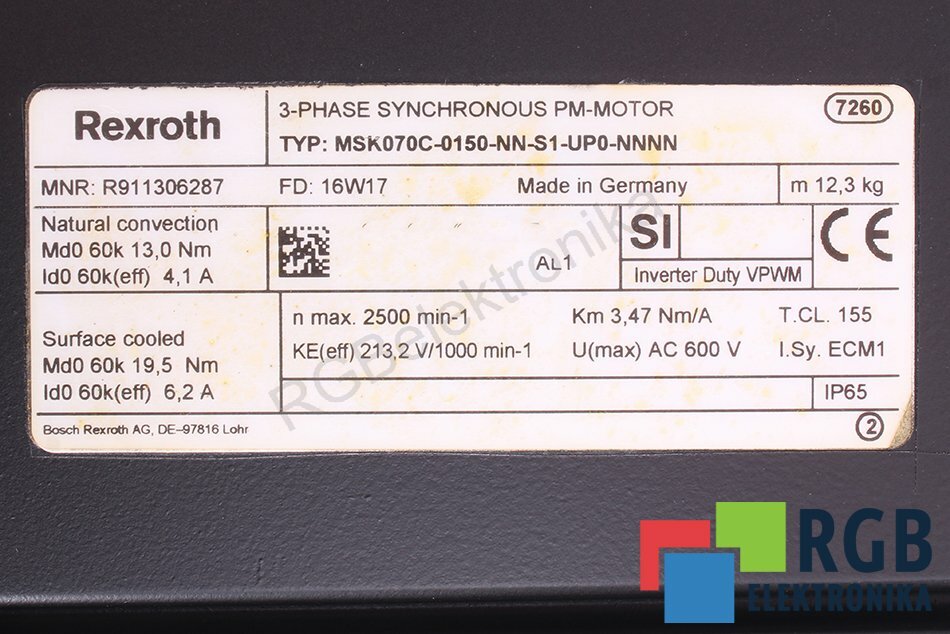 Rexroth
3-PHASE SYNCHRONOUS PM-MOTOR
7260
TYP: MSK070C-0150-NN-S1-UP0-NNNN
MNR: R911306287
FD: 16W17
Made in Germany
m 12,3 kg
Natural convection
Md0 60k 13,0 Nm
Id0 60k(eff) 4,1 A
AL1
SI
Inverter Duty VPWM
CE
Surface cooled
Md0 60k 19,5 Nm
Id0 60k(eff) 6,2 A
n max. 2500 min-1
Km 3,47 Nm/A
T.CL. 155
KE(eff) 213,2 V/1000 min-1
U(max) AC 600 V
I.Sy. ECM1
IP65
Bosch Rexroth AG, DE-97816 Lohr
2
RGBelektronika
RGB
ELEKTRONIKA